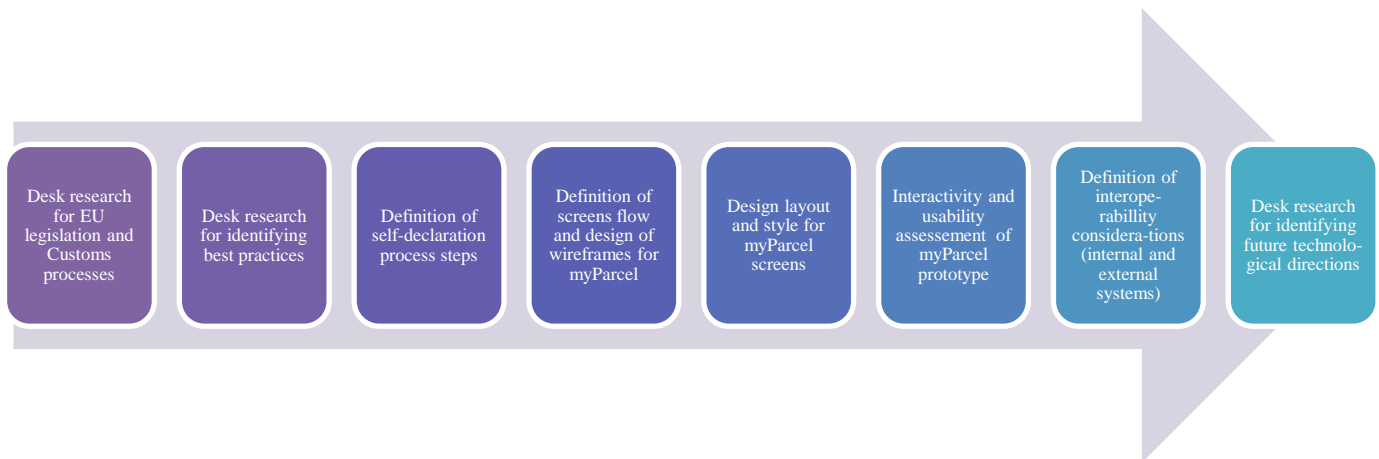 Desk research
for EU
legislation and
Customs
processes
Desk research
for identifying
best practices
Definition of
self-declaration
process steps
Definition of
screens flow
and design of
wireframes for
myParcel
Design layout
and style for
myParcel
screens
Interactivity and
usability
assessement of
myParcel
prototype
Definition of
interope-
rabillity
considera-tions
(internal and
external
systems)
Desk research
for identifying
future technolo-
gical directions